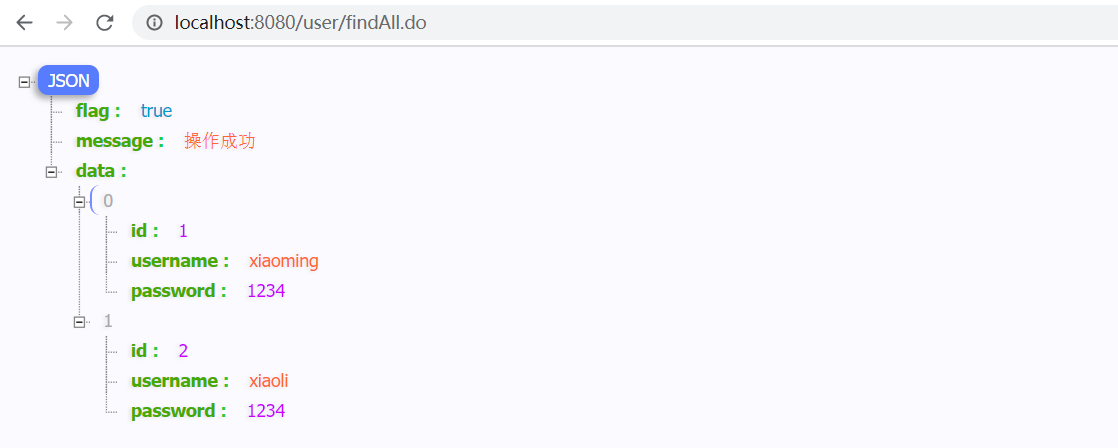 localhost:8080/user/findAll.do
JSON
flag : true
message : 操作成功
data :
0
id : 1
username : xiaoming
password : 1234
1
id : 2
username : xiaoli
password : 1234